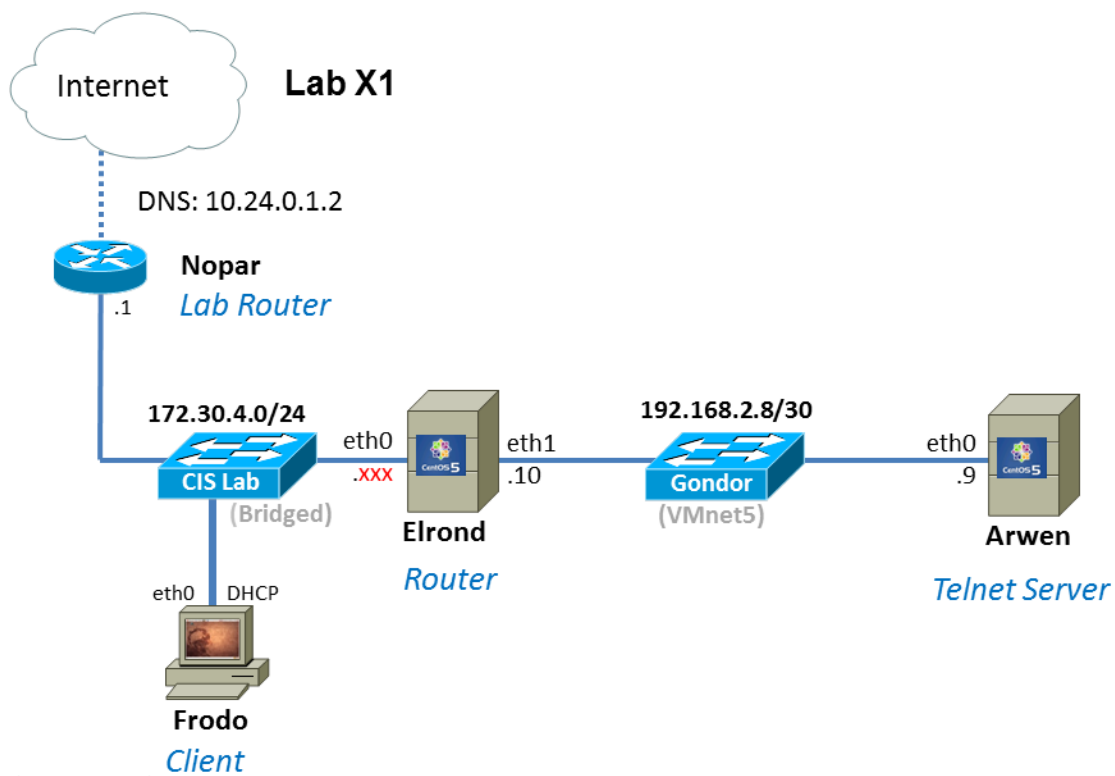 Internet
Lab X1
DNS: 10.24.0.1.2
Nopar
Lab Router
.1
172.30.4.0/24
CIS Lab
(Bridged)
eth0
.xxx
CentOS 5
eth1
.10
Elrond
Router
192.168.2.8/30
Gondor
(VMnet5)
eth0
.9
CentOS 5
Arwen
Telnet Server
eth0 DHCP
Frodo
Client